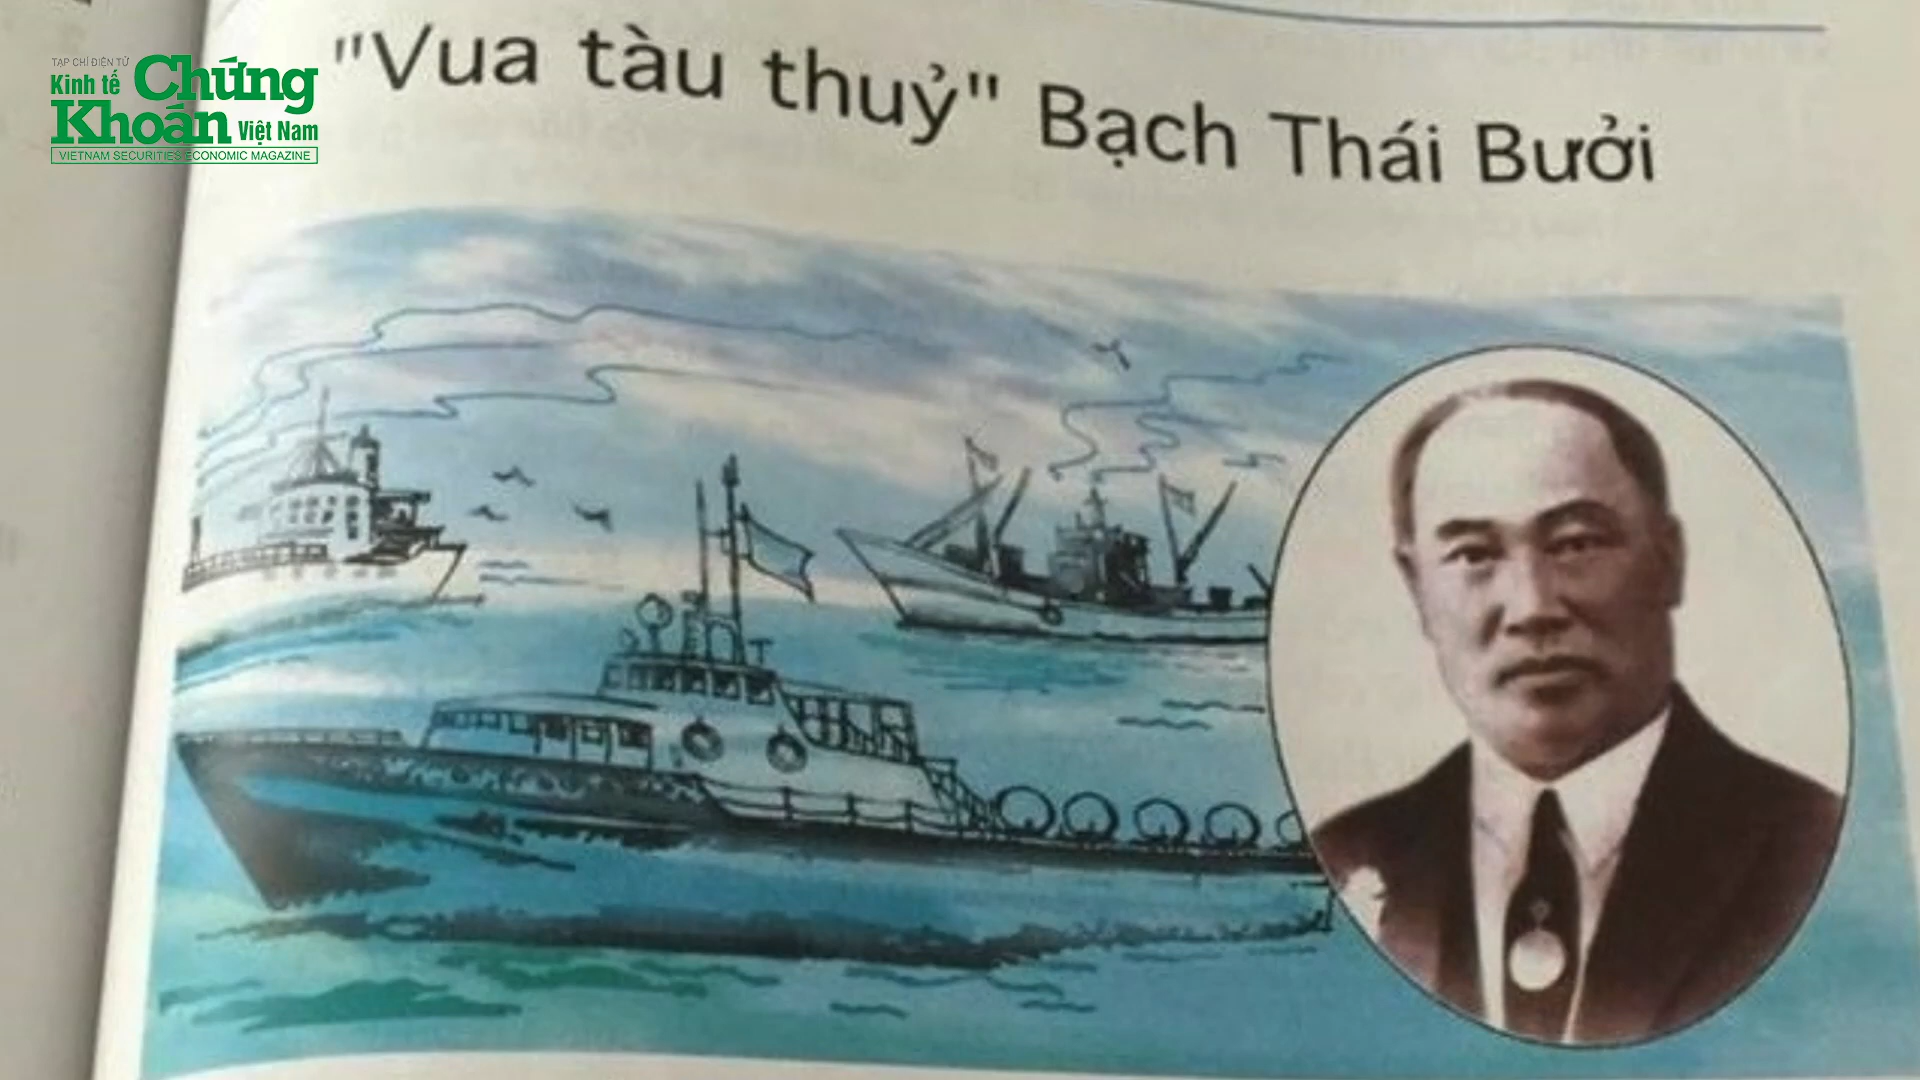 TẠP CHÍ ĐIỆN TỬ
Kinh tế Chứng
Khoán Việt Nam
VIETNAM SECURITIES ECONOMIC MAGAZINE
"Vua tàu thuỷ" Bạch Thái Bưởi